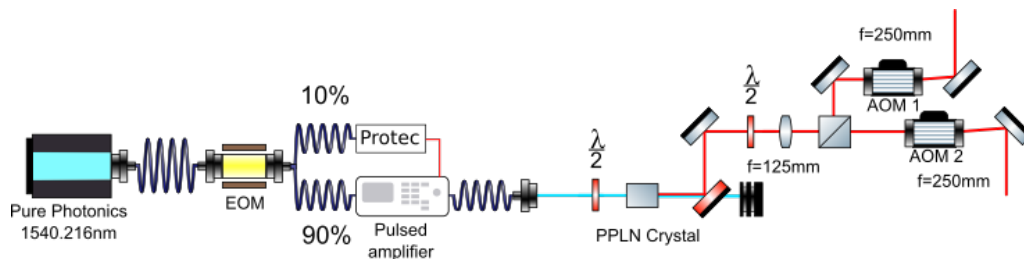 Pure Photonics
1540.216nm
EOM
10%
90%
Protec
Pulsed
amplifier
λ
2
PPLN Crystal
λ
2
f=125mm
f=250mm
AOM 1
AOM 2
f=250mm